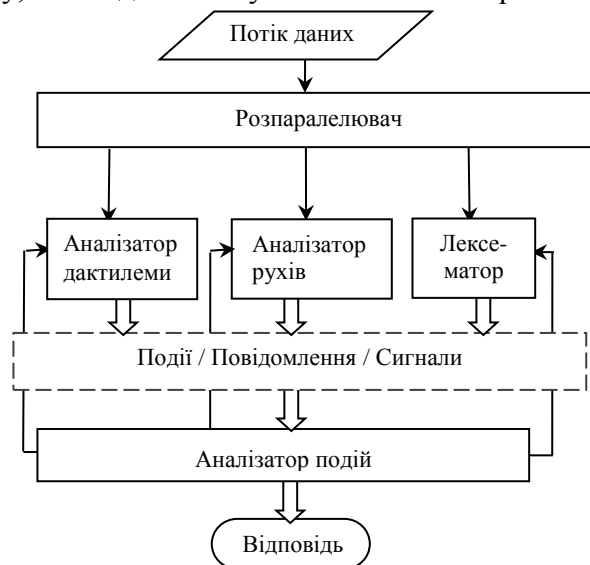 Потік даних
Розпаралелювач
Аналізатор
дактилеми
Аналізатор
рухів
Лексе-
матор
Події / Повідомлення / Сигнали
Аналізатор подій
Відповідь